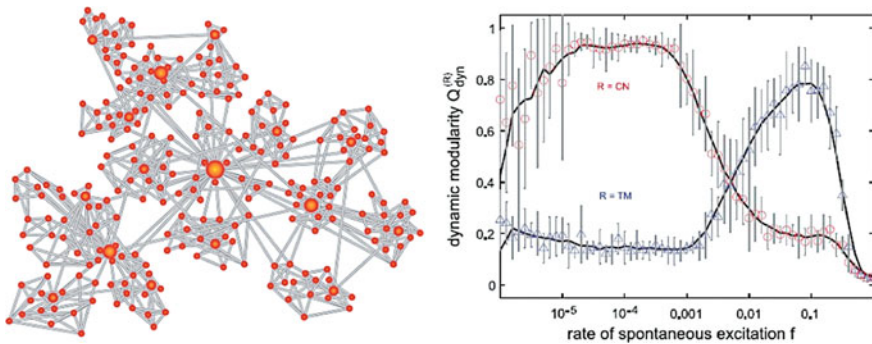 dynamic modularity Q_dyn^(R)
1
0.8
0.6
0.4
0.2
0
R = CN
R = TM
10^-5
10^-4
0.001
0.01
0.1
rate of spontaneous excitation f